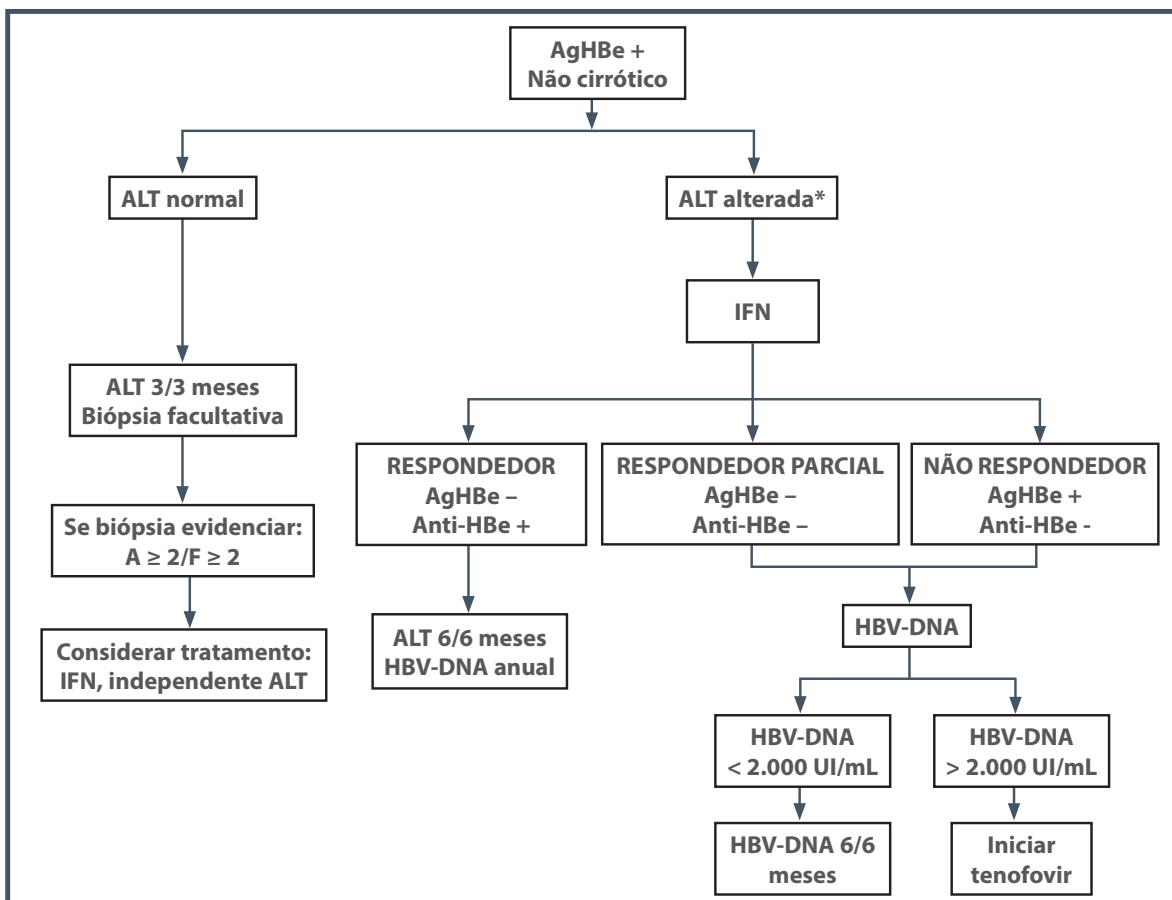 AgHBe +
Não cirrótico
ALT normal
ALT alterada*
IFN
ALT 3/3 meses
Biópsia facultativa
RESPONDEDOR
AgHBe –
Anti-HBe +
RESPONDEDOR PARCIAL
AgHBe –
Anti-HBe –
NÃO RESPONDEDOR
AgHBe +
Anti-HBe -
Se biópsia evidenciar:
A ≥ 2/F ≥ 2
HBV-DNA
Considerar tratamento:
IFN, independente ALT
ALT 6/6 meses
HBV-DNA anual
HBV-DNA
< 2.000 UI/mL
HBV-DNA
> 2.000 UI/mL
HBV-DNA 6/6
meses
Iniciar
tenofovir